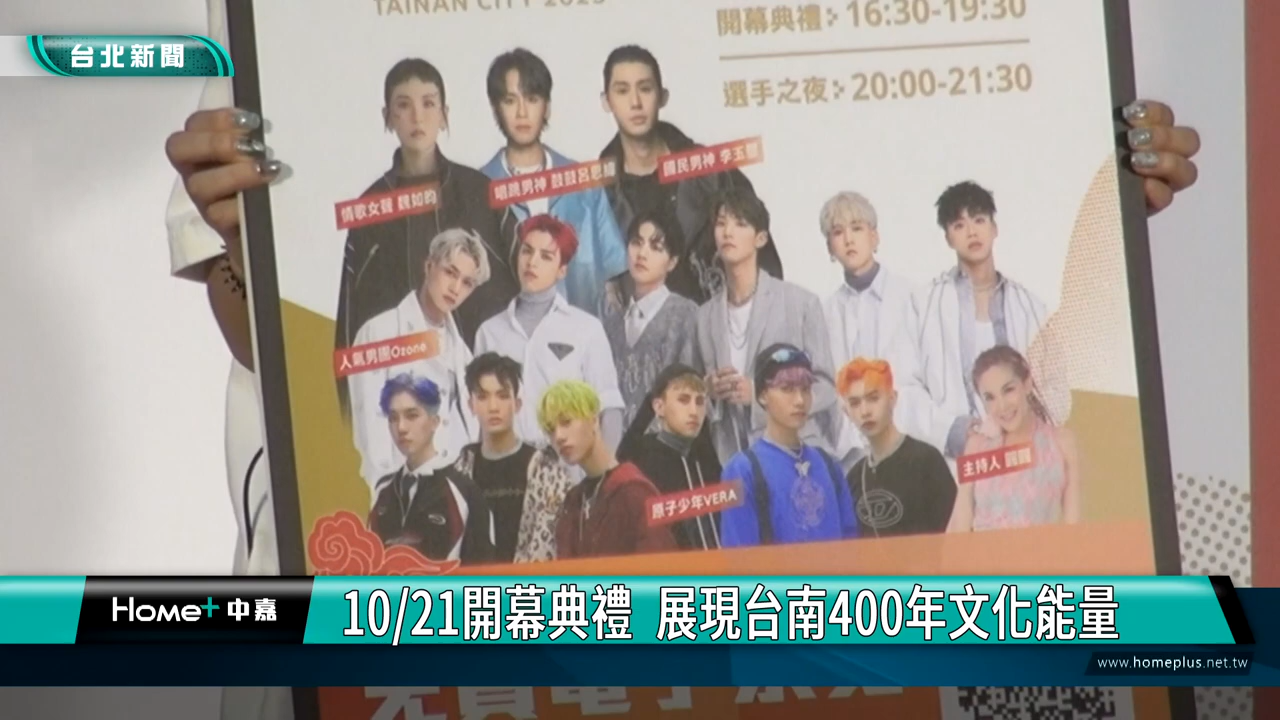 TAINAN CITY 2023
開幕典禮：16:30-19:30
台北新聞
選手之夜：20:00-21:30
國民男神 李玉璽
唱跳男神 鼓鼓呂思緯
情歌女聲 魏如昀
人氣男團Ozone
主持人 圓圓
原子少年VERA
10/21開幕典禮 展現台南400年文化能量
Home+中嘉
www.homeplus.net.tw